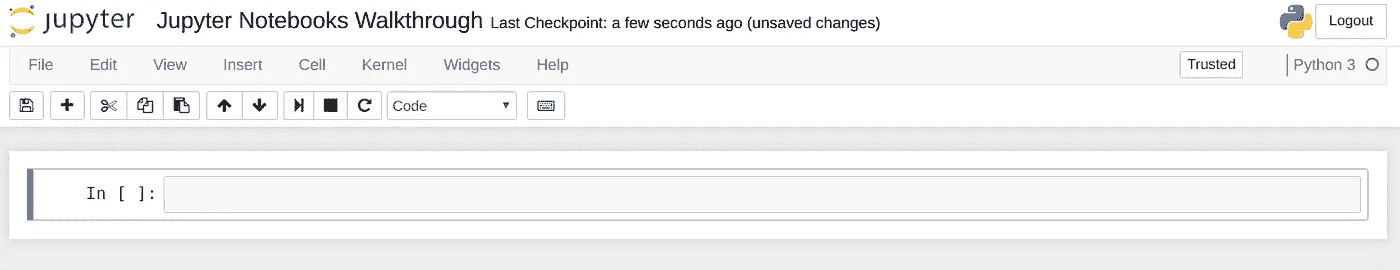 jupyter Jupyter Notebooks Walkthrough Last Checkpoint: a few seconds ago (unsaved changes) Logout
File Edit View Insert Cell Kernel Widgets Help Trusted Python 3
Code
In [ ]: